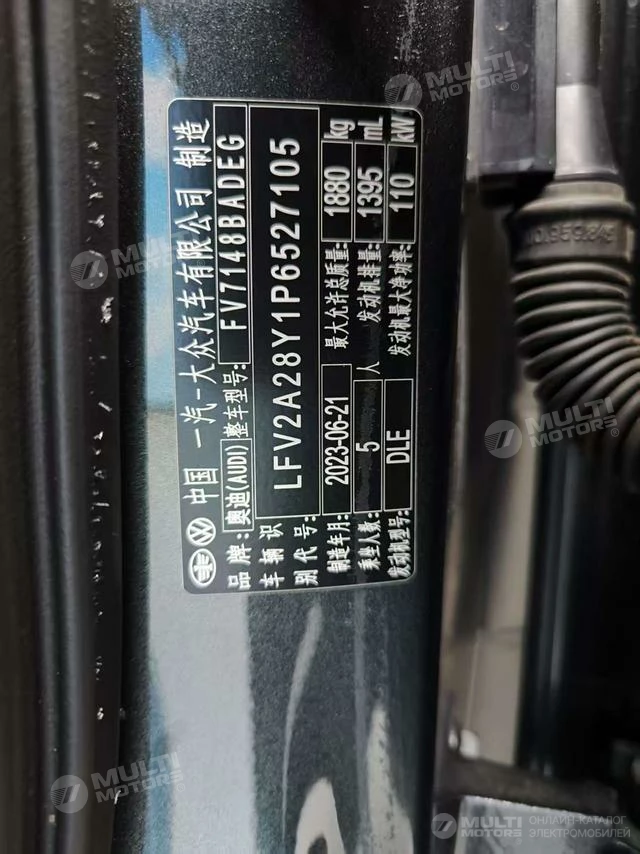 中国 一汽-大众汽车有限公司 制造
品牌: 奥迪(AUDI) 整车型号: FV7148BADEG
车辆识别代号: LFV2A28Y1P6527105
制造年月: 2023-06-21 最大允许总质量: 1880 kg
乘坐人数: 5 人 发动机排量: 1395 mL
发动机型号: DLE 发动机最大净功率: 110 kW
MULTI MOTORS
MULTI MOTORS
MULTI MOTORS
MULTI MOTORS
MULTI MOTORS
MULTI MOTORS
ОНЛАЙН-КАТАЛОГ
ЭЛЕКТРОМОБИЛЕЙ